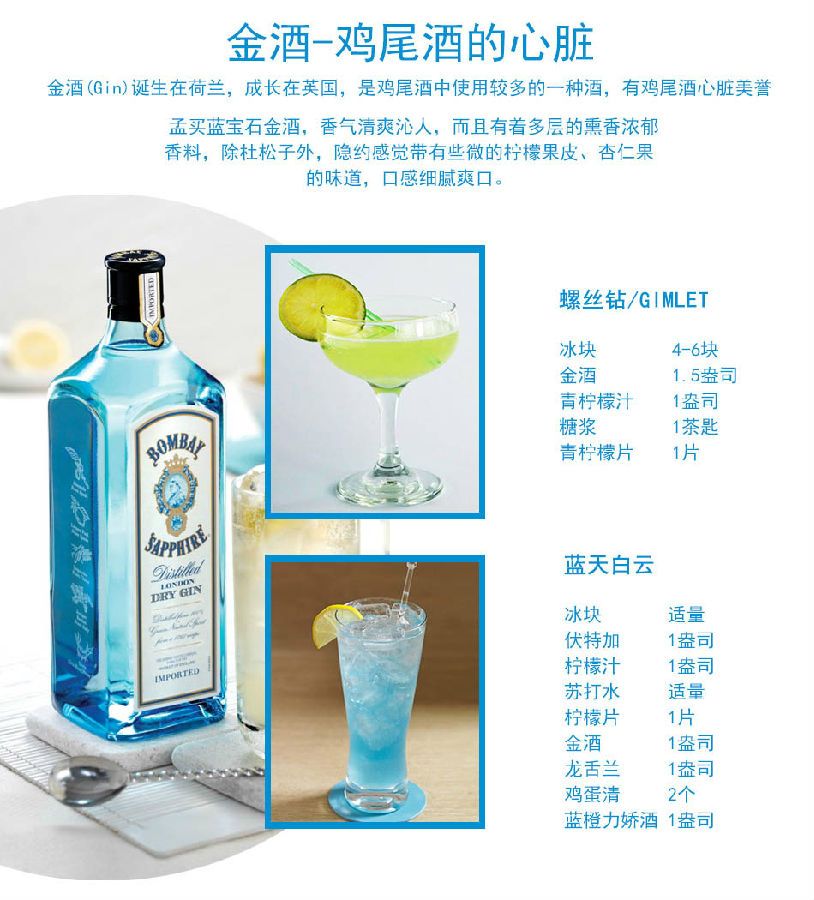 金酒-鸡尾酒的心脏
金酒(Gin)诞生在荷兰，成长在英国，是鸡尾酒中使用较多的一种酒，有鸡尾酒心脏美誉
孟买蓝宝石金酒，香气清爽沁人，而且有着多层的熏香浓郁
香料，除杜松子外，隐约感觉带有些微的柠檬果皮、杏仁果
的味道，口感细腻爽口。
IMPORTED
BOMBAY
SAPPHIRE
Distilled
LONDON
DRY GIN
Distilled from 100%
Grain Neutral Spirit
IMPORTED
螺丝钻/GIMLET
冰块 4-6块
金酒 1.5盎司
青柠檬汁 1盎司
糖浆 1茶匙
青柠檬片 1片
蓝天白云
冰块 适量
伏特加 1盎司
柠檬汁 1盎司
苏打水 适量
柠檬片 1片
金酒 1盎司
龙舌兰 1盎司
鸡蛋清 2个
蓝橙力娇酒 1盎司